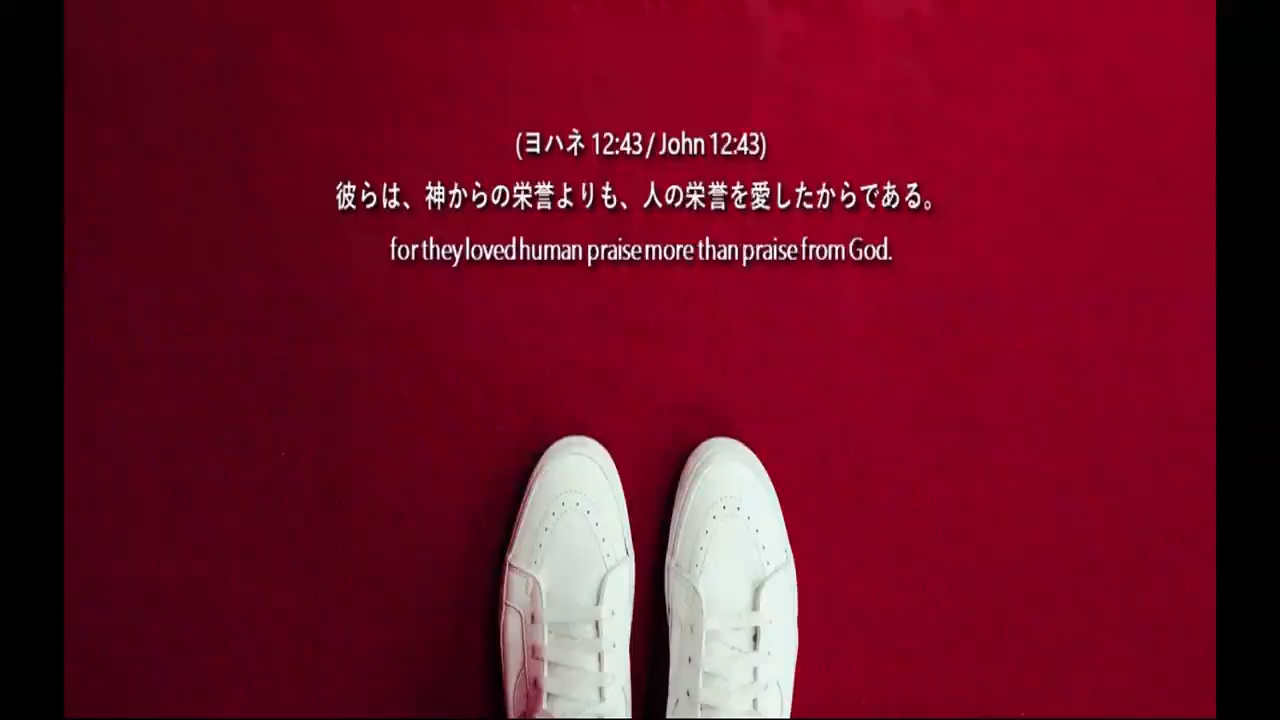 (ヨハネ 12:43 / John 12:43)
彼らは、神からの栄誉よりも、人の栄誉を愛したからである。
for they loved human praise more than praise from God.